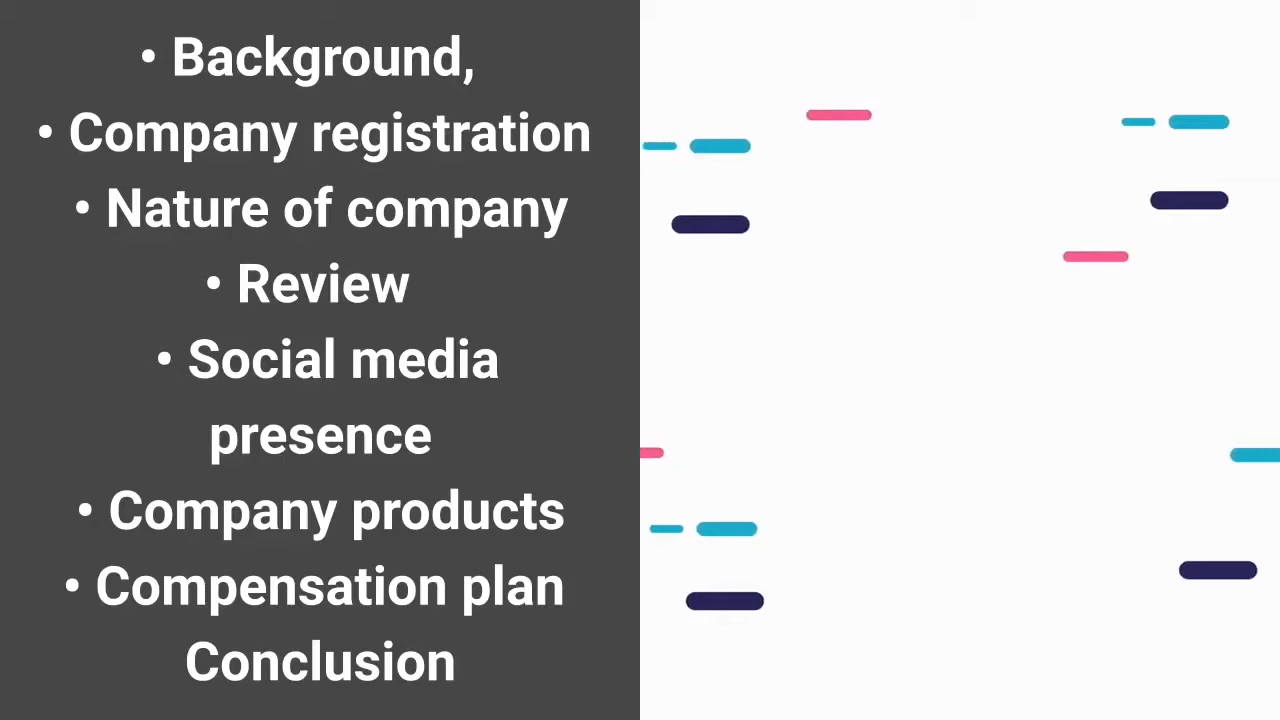 • Background,
• Company registration
• Nature of company
• Review
• Social media
presence
• Company products
• Compensation plan
Conclusion